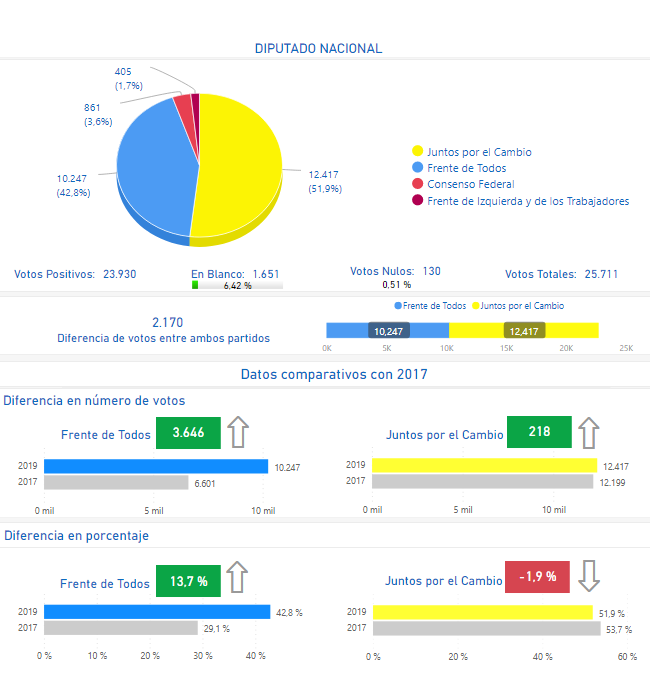 DIPUTADO NACIONAL
405
(1,7%)
861
(3,6%)
10.247
(42,8%)
12.417
(51,9%)
Juntos por el Cambio
Frente de Todos
Consenso Federal
Frente de Izquierda y de los Trabajadores
Votos Positivos: 23.930
En Blanco: 1.651
6,42 %
Votos Nulos: 130
0,51 %
Votos Totales: 25.711
2.170
Diferencia de votos entre ambos partidos
Frente de Todos Juntos por el Cambio
10,247 12,417
0K 5K 10K 15K 20K 25K
Datos comparativos con 2017
Diferencia en número de votos
Frente de Todos 3.646
2019 10.247
2017 6.601
0 mil 5 mil 10 mil
Juntos por el Cambio 218
2019 12.417
2017 12.199
0 mil 5 mil 10 mil
Diferencia en porcentaje
Frente de Todos 13,7 %
2019 42,8 %
2017 29,1 %
0 % 10 % 20 % 30 % 40 %
Juntos por el Cambio -1,9 %
2019 51,9 %
2017 53,7 %
0 % 20 % 40 % 60 %